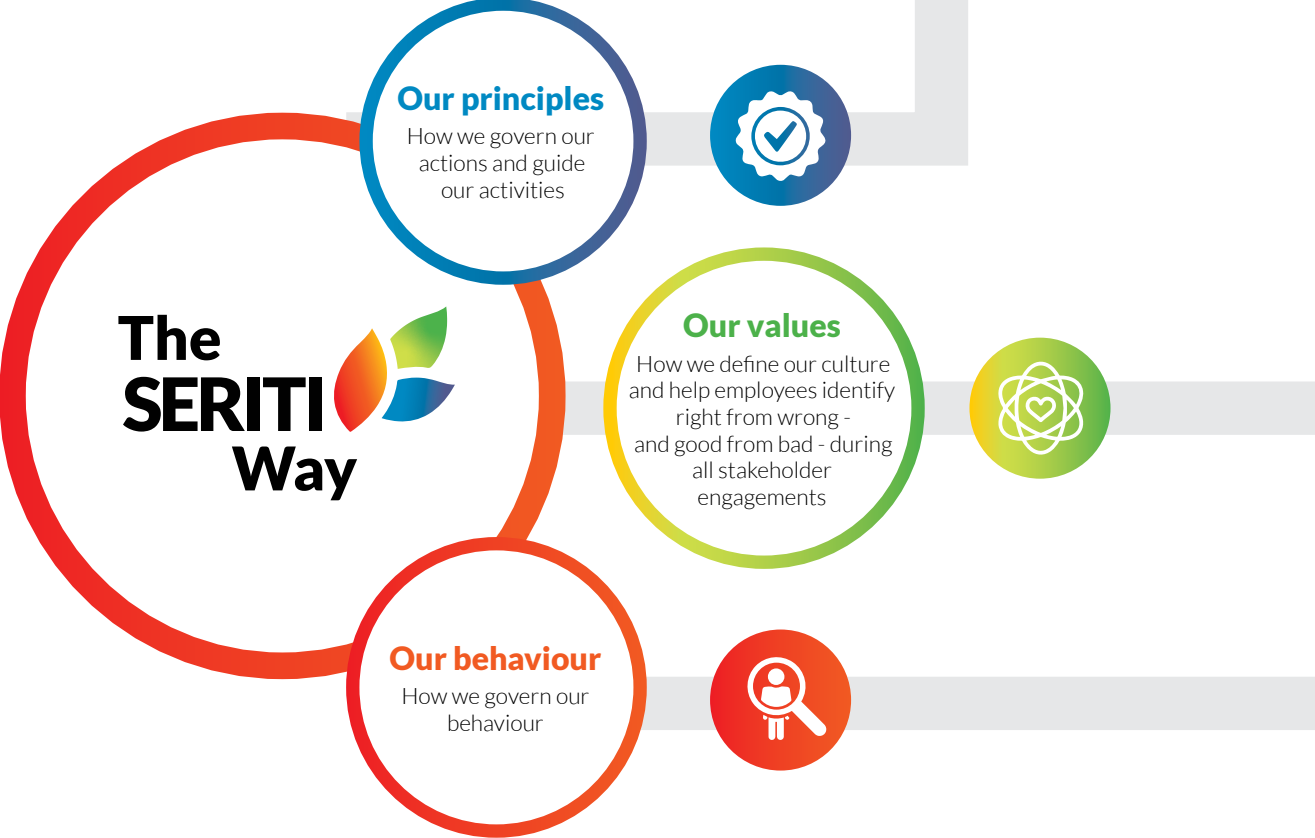 Our principles
How we govern our
actions and guide
our activities
The
SERITI
Way
Our values
How we define our culture
and help employees identify
right from wrong -
and good from bad - during
all stakeholder
engagements
Our behaviour
How we govern our
behaviour